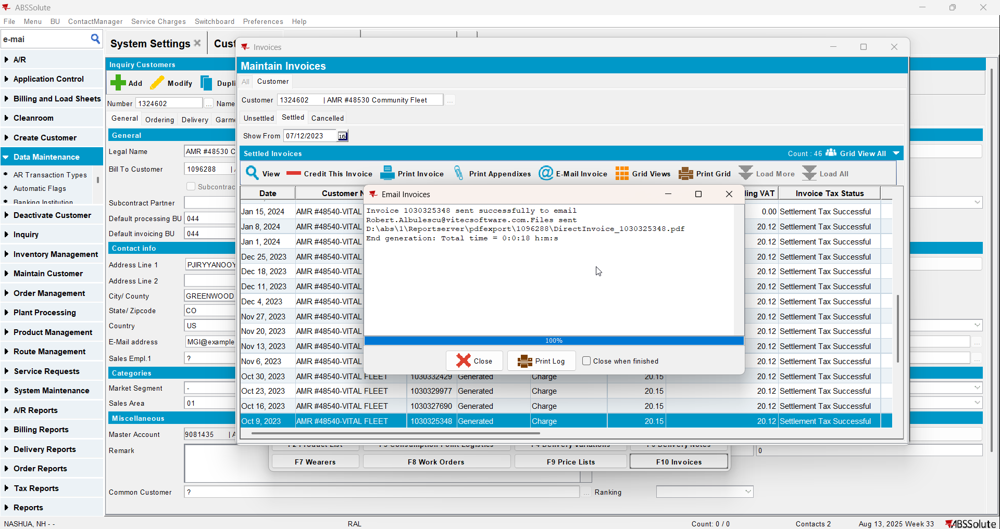 ABSSolute
File Menu BU ContactManager Service Charges Switchboard Preferences Help
e-mai
System Settings
Cust
A/R
Application Control
Billing and Load Sheets
Cleanroom
Create Customer
Data Maintenance
AR Transaction Types
Automatic Flags
Banking Institution
Deactivate Customer
Inquiry
Inventory Management
Maintain Customer
Order Management
Plant Processing
Product Management
Route Management
Service Requests
System Maintenance
A/R Reports
Billing Reports
Delivery Reports
Order Reports
Tax Reports
Reports
Inquiry Customers
Add Modify Dupli
Number 1324602 ... Name
General Ordering Delivery Garme
General
Legal Name AMR #48530 C
Bill To Customer 1096288 |
Subcontrac
Subcontract Partner
Default processing BU 044
Default invoicing BU 044
Contact info
Address Line 1 PJIRYYANOOY
Address Line 2
City/ County GREENWOOD
State/ Zipcode CO
Country US
E-Mail address MGI@example
Sales Empl.1 ?
Categories
Market Segment -
Sales Area 01
Miscellaneous
Master Account 9081435 | A
Remark
0
Common Customer ? ... Ranking
Invoices
Maintain Invoices
All Customer
Customer 1324602 | AMR #48530 Community Fleet ...
Unsettled Settled Cancelled
Show From 07/12/2023 16
Settled Invoices Count : 46 Grid View All
View Credit This Invoice Print Invoice Print Appendixes E-Mail Invoice Grid Views Print Grid Load More Load All
Date Customer N ling VAT Invoice Tax Status
Jan 15, 2024 AMR #48540-VITAL 0.00 Settlement Tax Successful
Jan 8, 2024 AMR #48540-VITAL 20.12 Settlement Tax Successful
Jan 1, 2024 AMR #48540-VITAL 20.12 Settlement Tax Successful
Dec 25, 2023 AMR #48540-VITAL 20.12 Settlement Tax Successful
Dec 18, 2023 AMR #48540-VITAL 20.12 Settlement Tax Successful
Dec 11, 2023 AMR #48540-VITAL 20.12 Settlement Tax Successful
Dec 4, 2023 AMR #48540-VITAL 20.12 Settlement Tax Successful
Nov 27, 2023 AMR #48540-VITAL 20.12 Settlement Tax Successful
Nov 20, 2023 AMR #48540-VITAL 20.12 Settlement Tax Successful
Nov 13, 2023 AMR #48540-VITAL 20.12 Settlement Tax Successful
Nov 6, 2023 AMR #48540-VITAL 20.12 Settlement Tax Successful
Oct 30, 2023 AMR #48540-VITAL FLEET 1030332429 Generated Charge 20.15 20.12 Settlement Tax Successful
Oct 23, 2023 AMR #48540-VITAL FLEET 1030329977 Generated Charge 20.15 20.12 Settlement Tax Successful
Oct 16, 2023 AMR #48540-VITAL FLEET 1030327690 Generated Charge 20.15 20.12 Settlement Tax Successful
Oct 9, 2023 AMR #48540-VITAL FLEET 1030325348 Generated Charge 20.15 20.12 Settlement Tax Successful
Email Invoices
Invoice 1030325348 sent successfully to email
Robert.Albulescu@vitecsoftware.com.Files sent
D:\abs\1\Reportserver\pdfexport\1096288\DirectInvoice_1030325348.pdf
End generation: Total time = 0:0:18 h:m:s
100%
Close Print Log Close when finished
F2 Product List F3 Consumption Point Logistics F4 Delivery Variations F6 Delivery Notes
F7 Wearers F8 Work Orders F9 Price Lists F10 Invoices
NASHUA, NH - - RAL Count: 0 / 0 Contacts 2 Aug 13, 2025 Week 33 ABSSolute